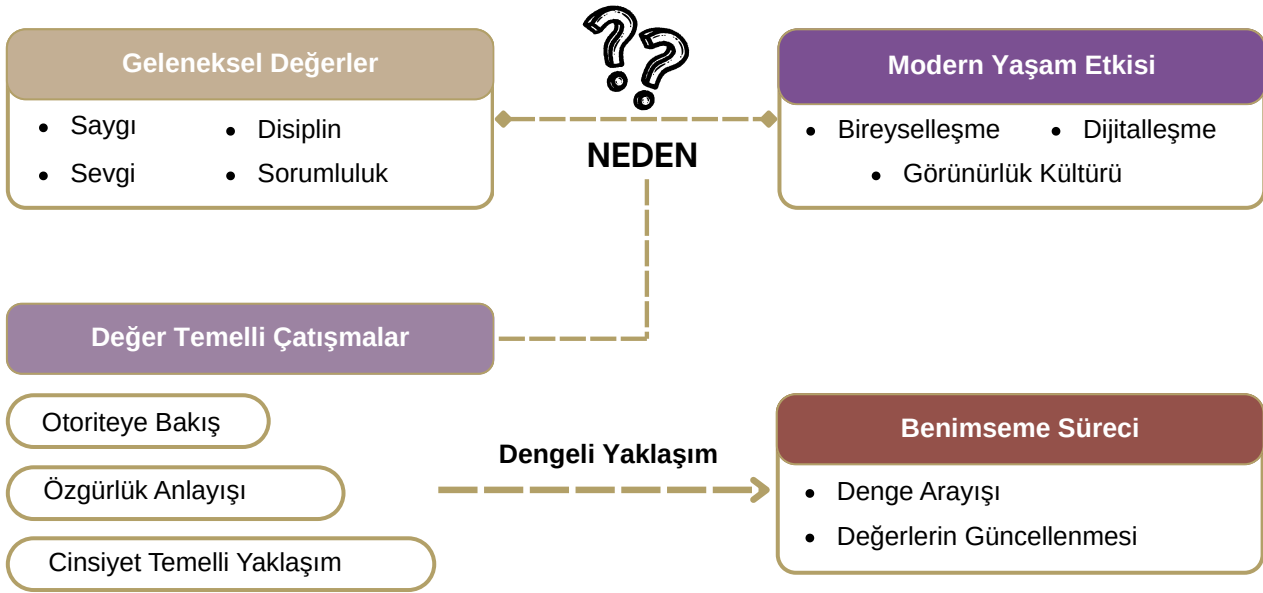 Geleneksel Değerler
Saygı
Disiplin
Sevgi
Sorumluluk
??
NEDEN
Modern Yaşam Etkisi
Bireyselleşme
Dijitalleşme
Görünürlük Kültürü
Değer Temelli Çatışmalar
Otoriteye Bakış
Özgürlük Anlayışı
Cinsiyet Temelli Yaklaşım
Dengeli Yaklaşım
Benimseme Süreci
Denge Arayışı
Değerlerin Güncellenmesi